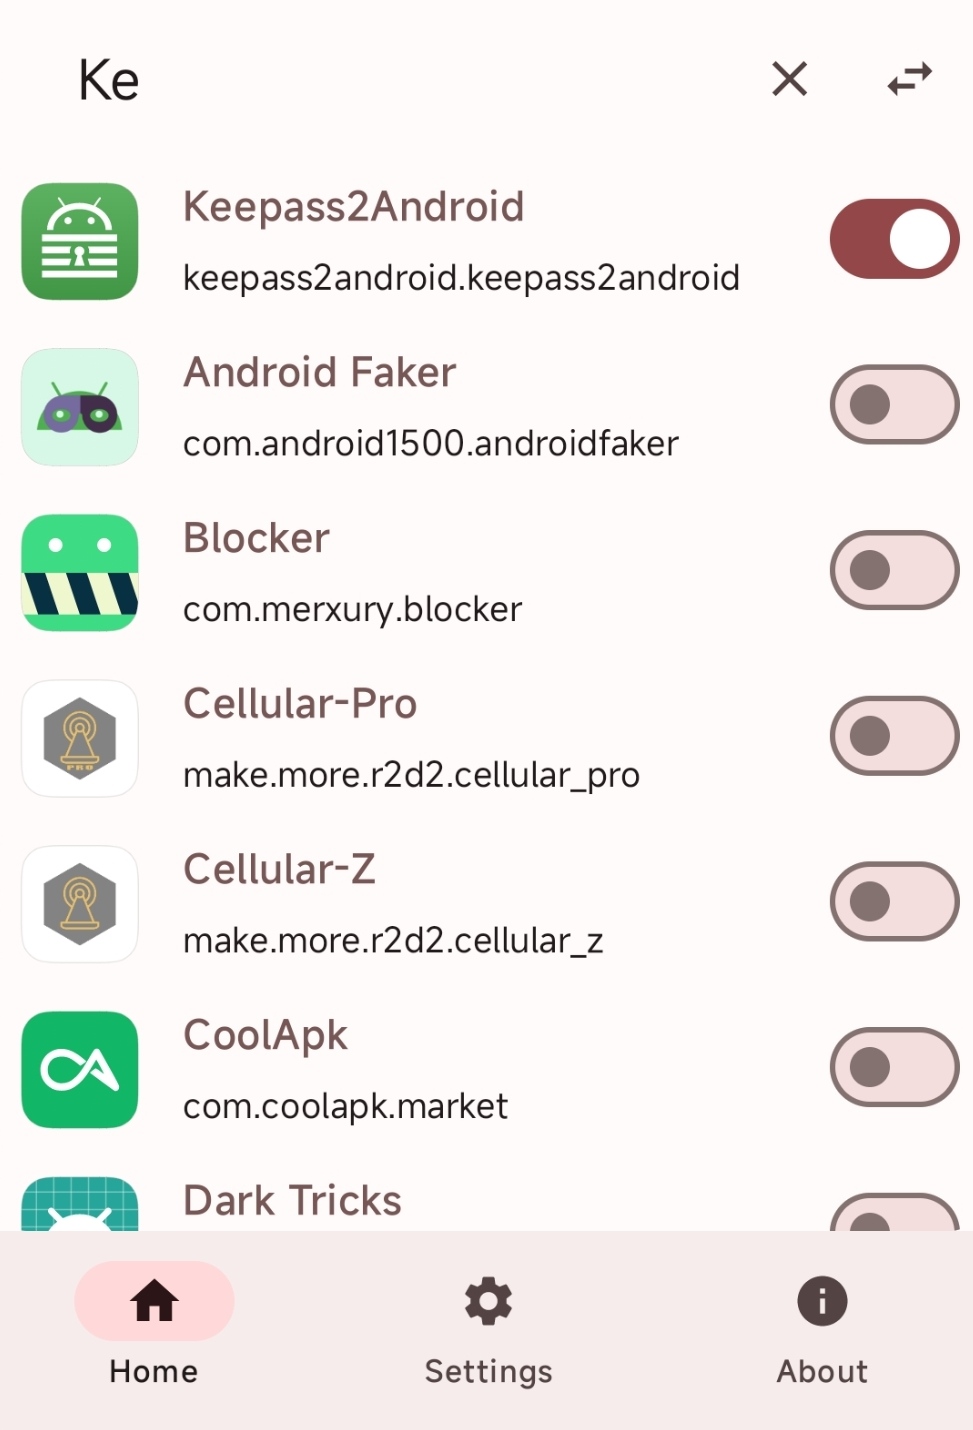 Ke
Keepass2Android
keepass2android.keepass2android
Android Faker
com.android1500.androidfaker
Blocker
com.merxury.blocker
PRO
Cellular-Pro
make.more.r2d2.cellular_pro
Cellular-Z
make.more.r2d2.cellular_z
CoolApk
com.coolapk.market
Dark Tricks
Home
Settings
About